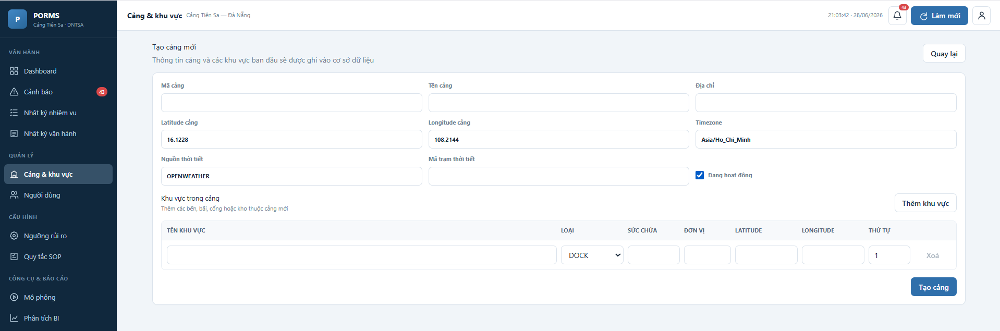 P
PORMS
Cảng Tiên Sa · DNTSA
VẬN HÀNH
Dashboard
Cảnh báo 43
Nhật ký nhiệm vụ
Nhật ký vận hành
QUẢN LÝ
Cảng & khu vực
Người dùng
CẤU HÌNH
Ngưỡng rủi ro
Quy tắc SOP
CÔNG CỤ & BÁO CÁO
Mô phỏng
Phân tích BI
Cảng & khu vực Cảng Tiên Sa — Đà Nẵng
21:03:42 · 28/06/2026
43
Làm mới
Tạo cảng mới
Thông tin cảng và các khu vực ban đầu sẽ được ghi vào cơ sở dữ liệu
Quay lại
Mã cảng Tên cảng Địa chỉ
Latitude cảng Longitude cảng Timezone
16.1228 108.2144 Asia/Ho_Chi_Minh
Nguồn thời tiết Mã trạm thời tiết
OPENWEATHER
Đang hoạt động
Khu vực trong cảng
Thêm các bến, bãi, cổng hoặc kho thuộc cảng mới
Thêm khu vực
TÊN KHU VỰC LOẠI SỨC CHỨA ĐƠN VỊ LATITUDE LONGITUDE THỨ TỰ
DOCK 1 Xoá
Tạo cảng